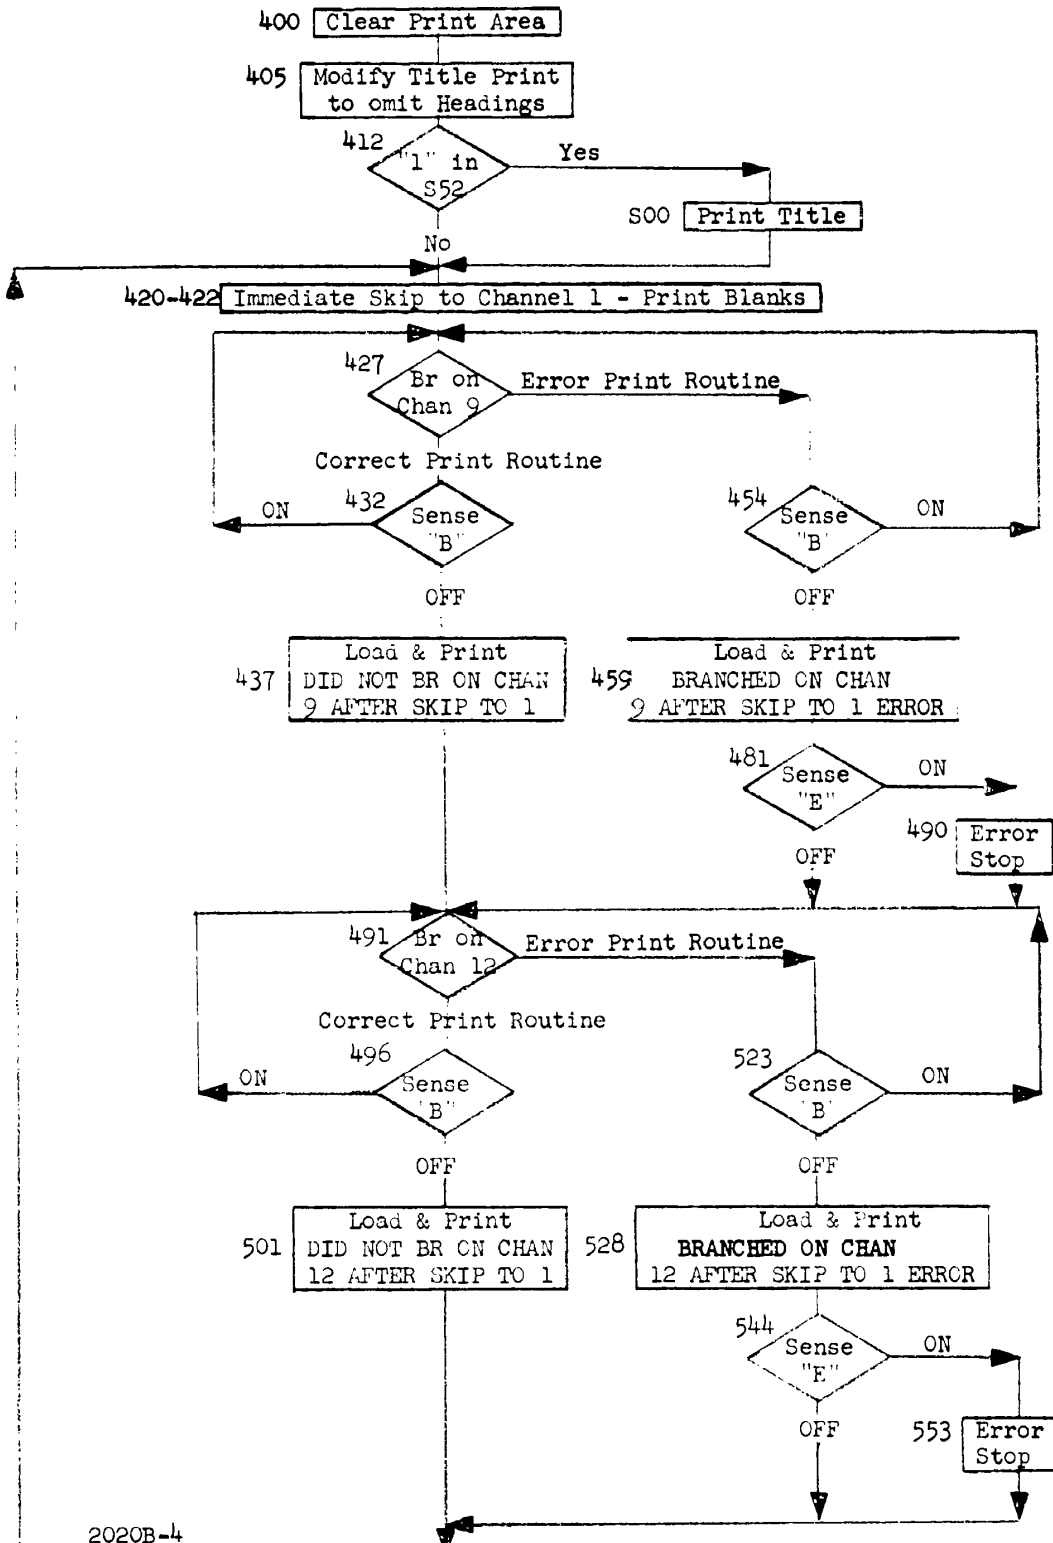 400 Clear Print Area
405 Modify Title Print
to omit Headings
412
"1" in
S52
Yes
S00 Print Title
No
420-422 Immediate Skip to Channel 1 - Print Blanks
427
Br on
Chan 9
Error Print Routine
Correct Print Routine
432
Sense
"B"
ON
454
Sense
"B"
ON
OFF
OFF
437
Load & Print
DID NOT BR ON CHAN
9 AFTER SKIP TO 1
459
Load & Print
BRANCHED ON CHAN
9 AFTER SKIP TO 1 ERROR
481
Sense
"E"
ON
490 Error
Stop
OFF
491
Br on
Chan 12
Error Print Routine
Correct Print Routine
496
Sense
"B"
ON
523
Sense
"B"
ON
OFF
OFF
501
Load & Print
DID NOT BR ON CHAN
12 AFTER SKIP TO 1
528
Load & Print
BRANCHED ON CHAN
12 AFTER SKIP TO 1 ERROR
544
Sense
"E"
ON
OFF
553 Error
Stop
2020B-4